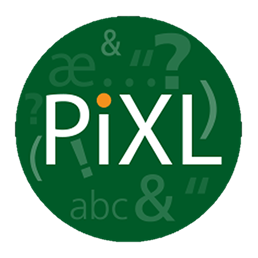 &
æ ..." ?
?
PiXL
( ! )
abc & "